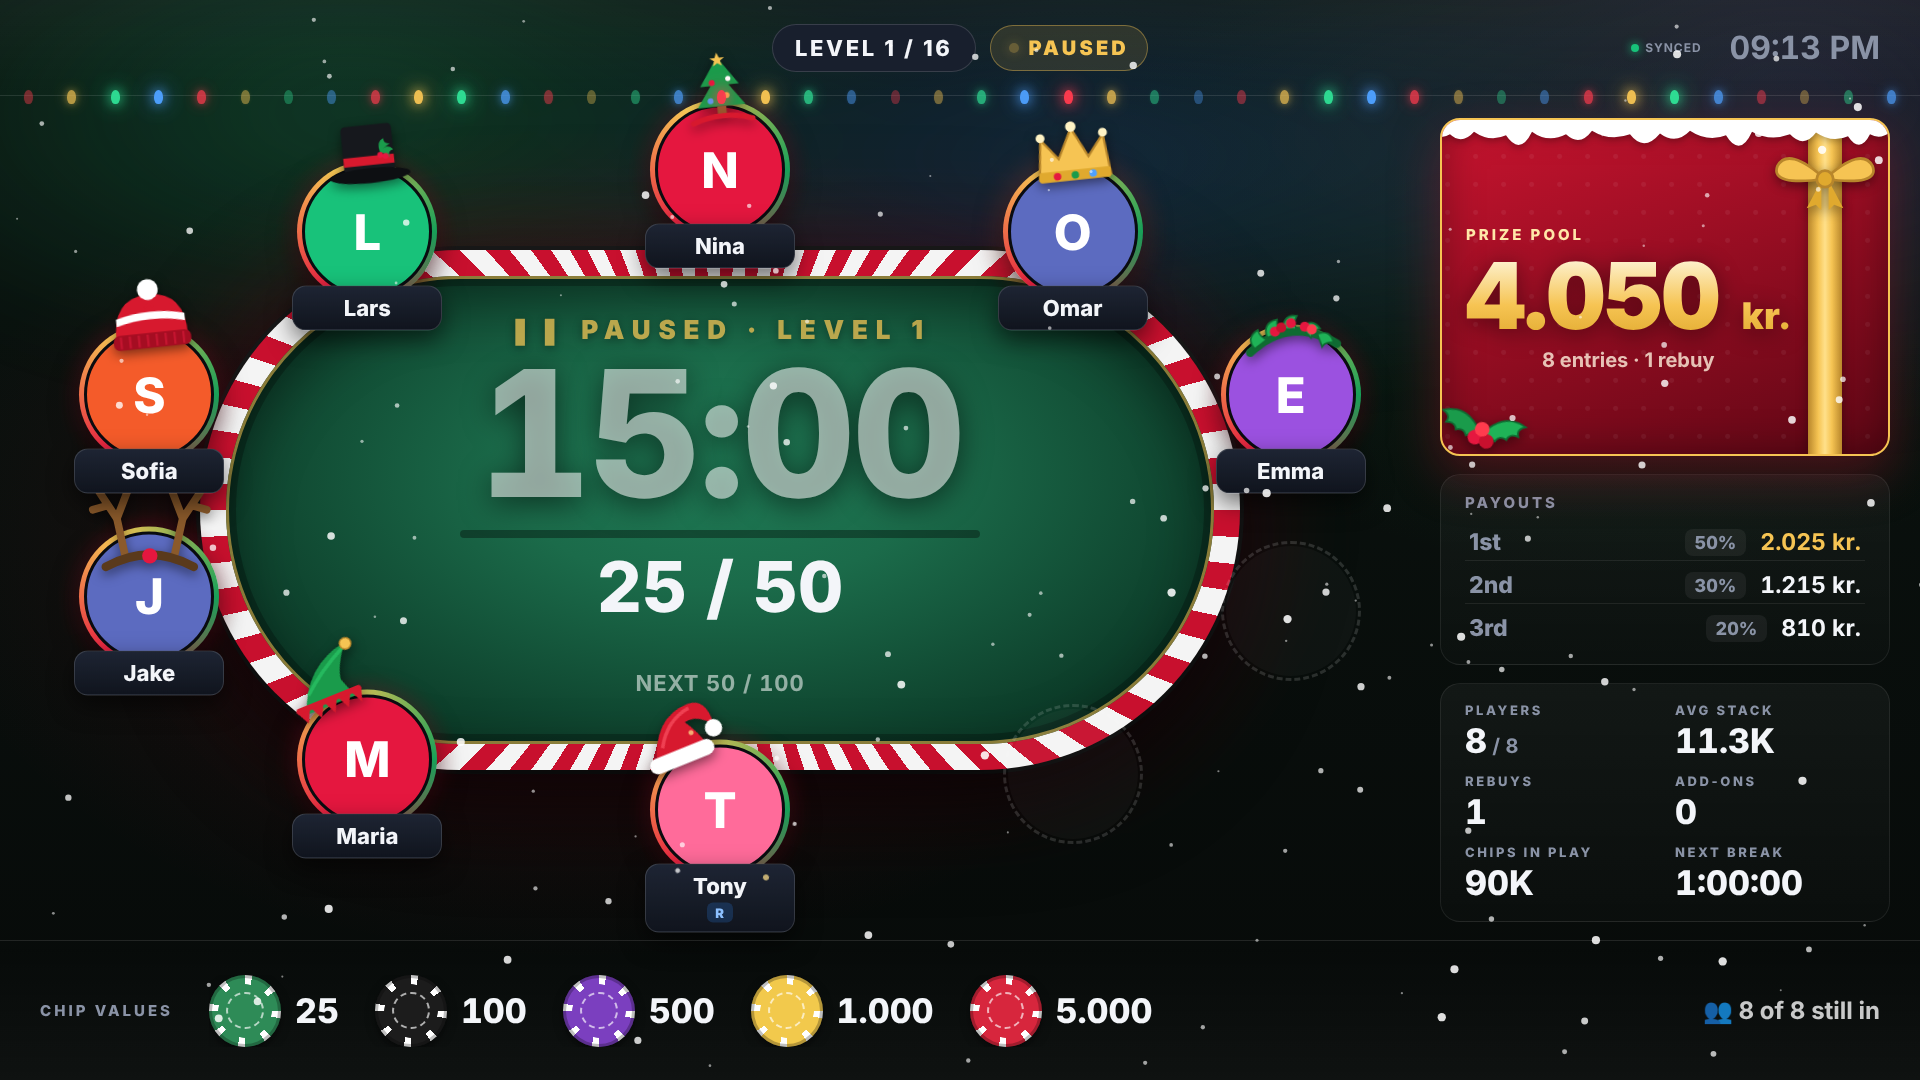 LEVEL 1 / 16
PAUSED
SYNCED
09:13 PM
N
Nina
L
Lars
O
Omar
S
Sofia
E
Emma
J
Jake
M
Maria
T
Tony
R
PAUSED · LEVEL 1
15:00
25 / 50
NEXT 50 / 100
PRIZE POOL
4.050 kr.
8 entries · 1 rebuy
PAYOUTS
1st 50% 2.025 kr.
2nd 30% 1.215 kr.
3rd 20% 810 kr.
PLAYERS
8 / 8
AVG STACK
11.3K
REBUYS
1
ADD-ONS
0
CHIPS IN PLAY
90K
NEXT BREAK
1:00:00
CHIP VALUES 25 100 500 1.000 5.000
8 of 8 still in